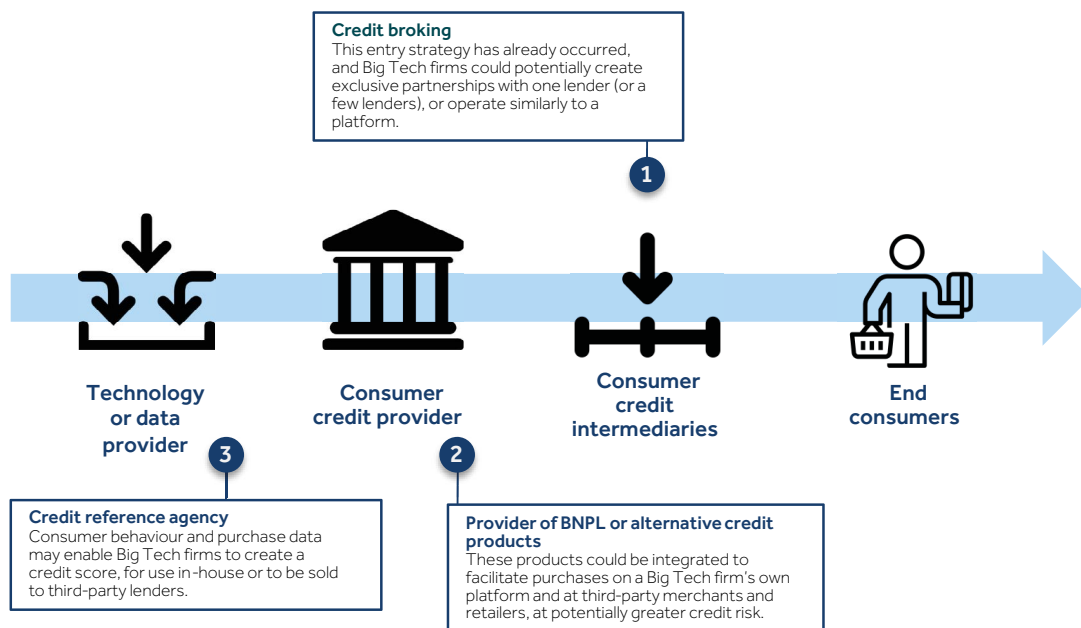 Credit broking
This entry strategy has already occurred,
and Big Tech firms could potentially create
exclusive partnerships with one lender (or a
few lenders), or operate similarly to a
platform.
1
Technology
or data
provider
Consumer
credit provider
Consumer
credit
intermediaries
End
consumers
3
2
Credit reference agency
Consumer behaviour and purchase data
may enable Big Tech firms to create a
credit score, for use in-house or to be sold
to third-party lenders.
Provider of BNPL or alternative credit
products
These products could be integrated to
facilitate purchases on a Big Tech firm's own
platform and at third-party merchants and
retailers, at potentially greater credit risk.